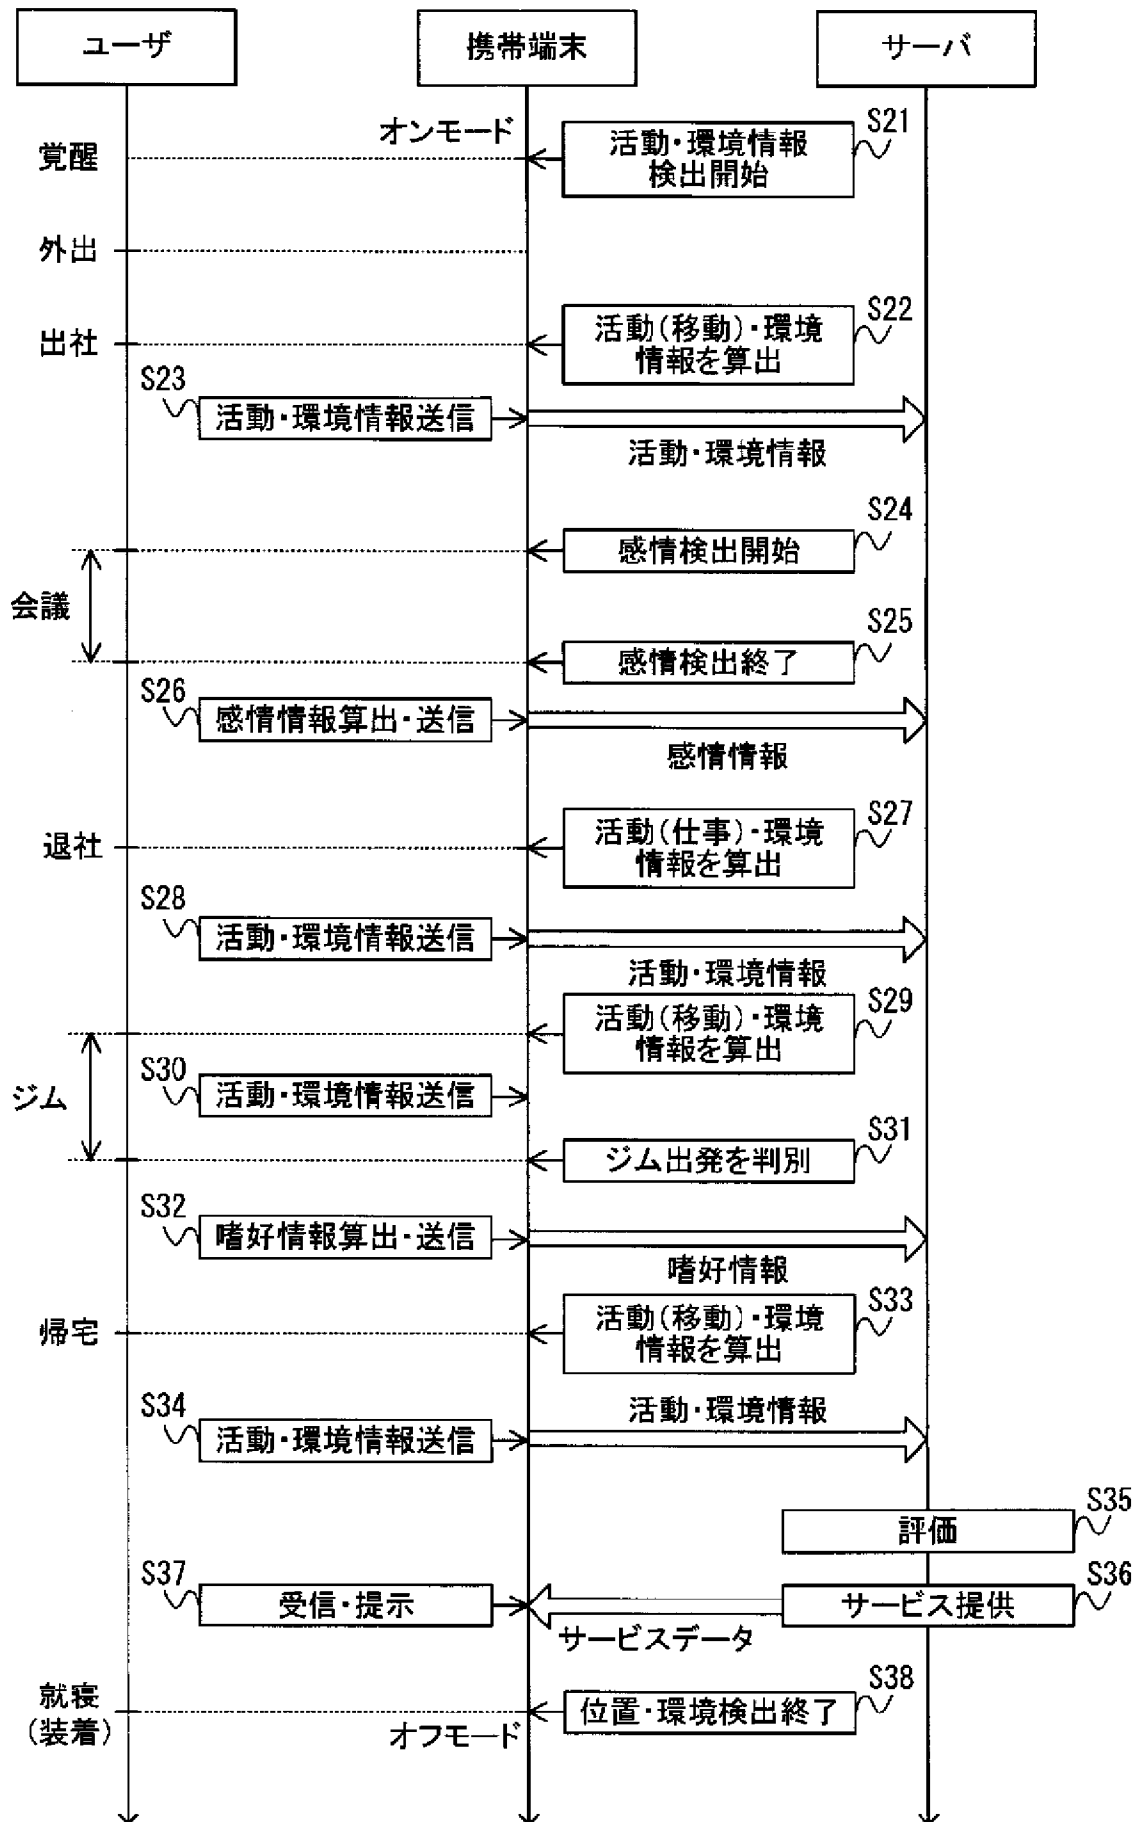 ユーザ
携帯端末
サーバ
オンモード
S21
覚醒
活動・環境情報
検出開始
外出
S22
出社
活動(移動)・環境
情報を算出
S23
活動・環境情報送信
活動・環境情報
S24
感情検出開始
会議
S25
感情検出終了
S26
感情情報算出・送信
感情情報
S27
退社
活動(仕事)・環境
情報を算出
S28
活動・環境情報送信
活動・環境情報
S29
活動(移動)・環境
情報を算出
S30
活動・環境情報送信
ジム
S31
ジム出発を判別
S32
嗜好情報算出・送信
嗜好情報
S33
帰宅
活動(移動)・環境
情報を算出
S34
活動・環境情報
活動・環境情報送信
S35
評価
S36
S37
受信・提示
サービス提供
サービスデータ
S38
就寝
(装着)
位置・環境検出終了
オフモード